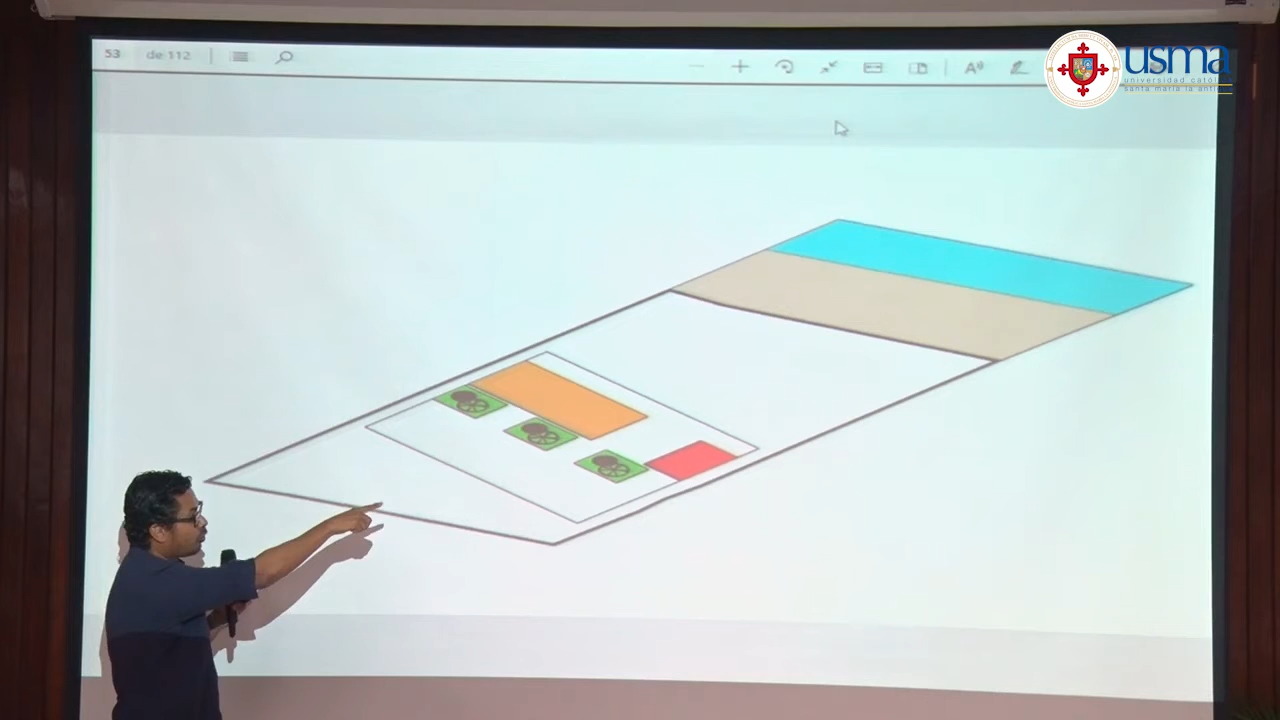 53 de 112
usma
universidad católica
santa maría la antigua